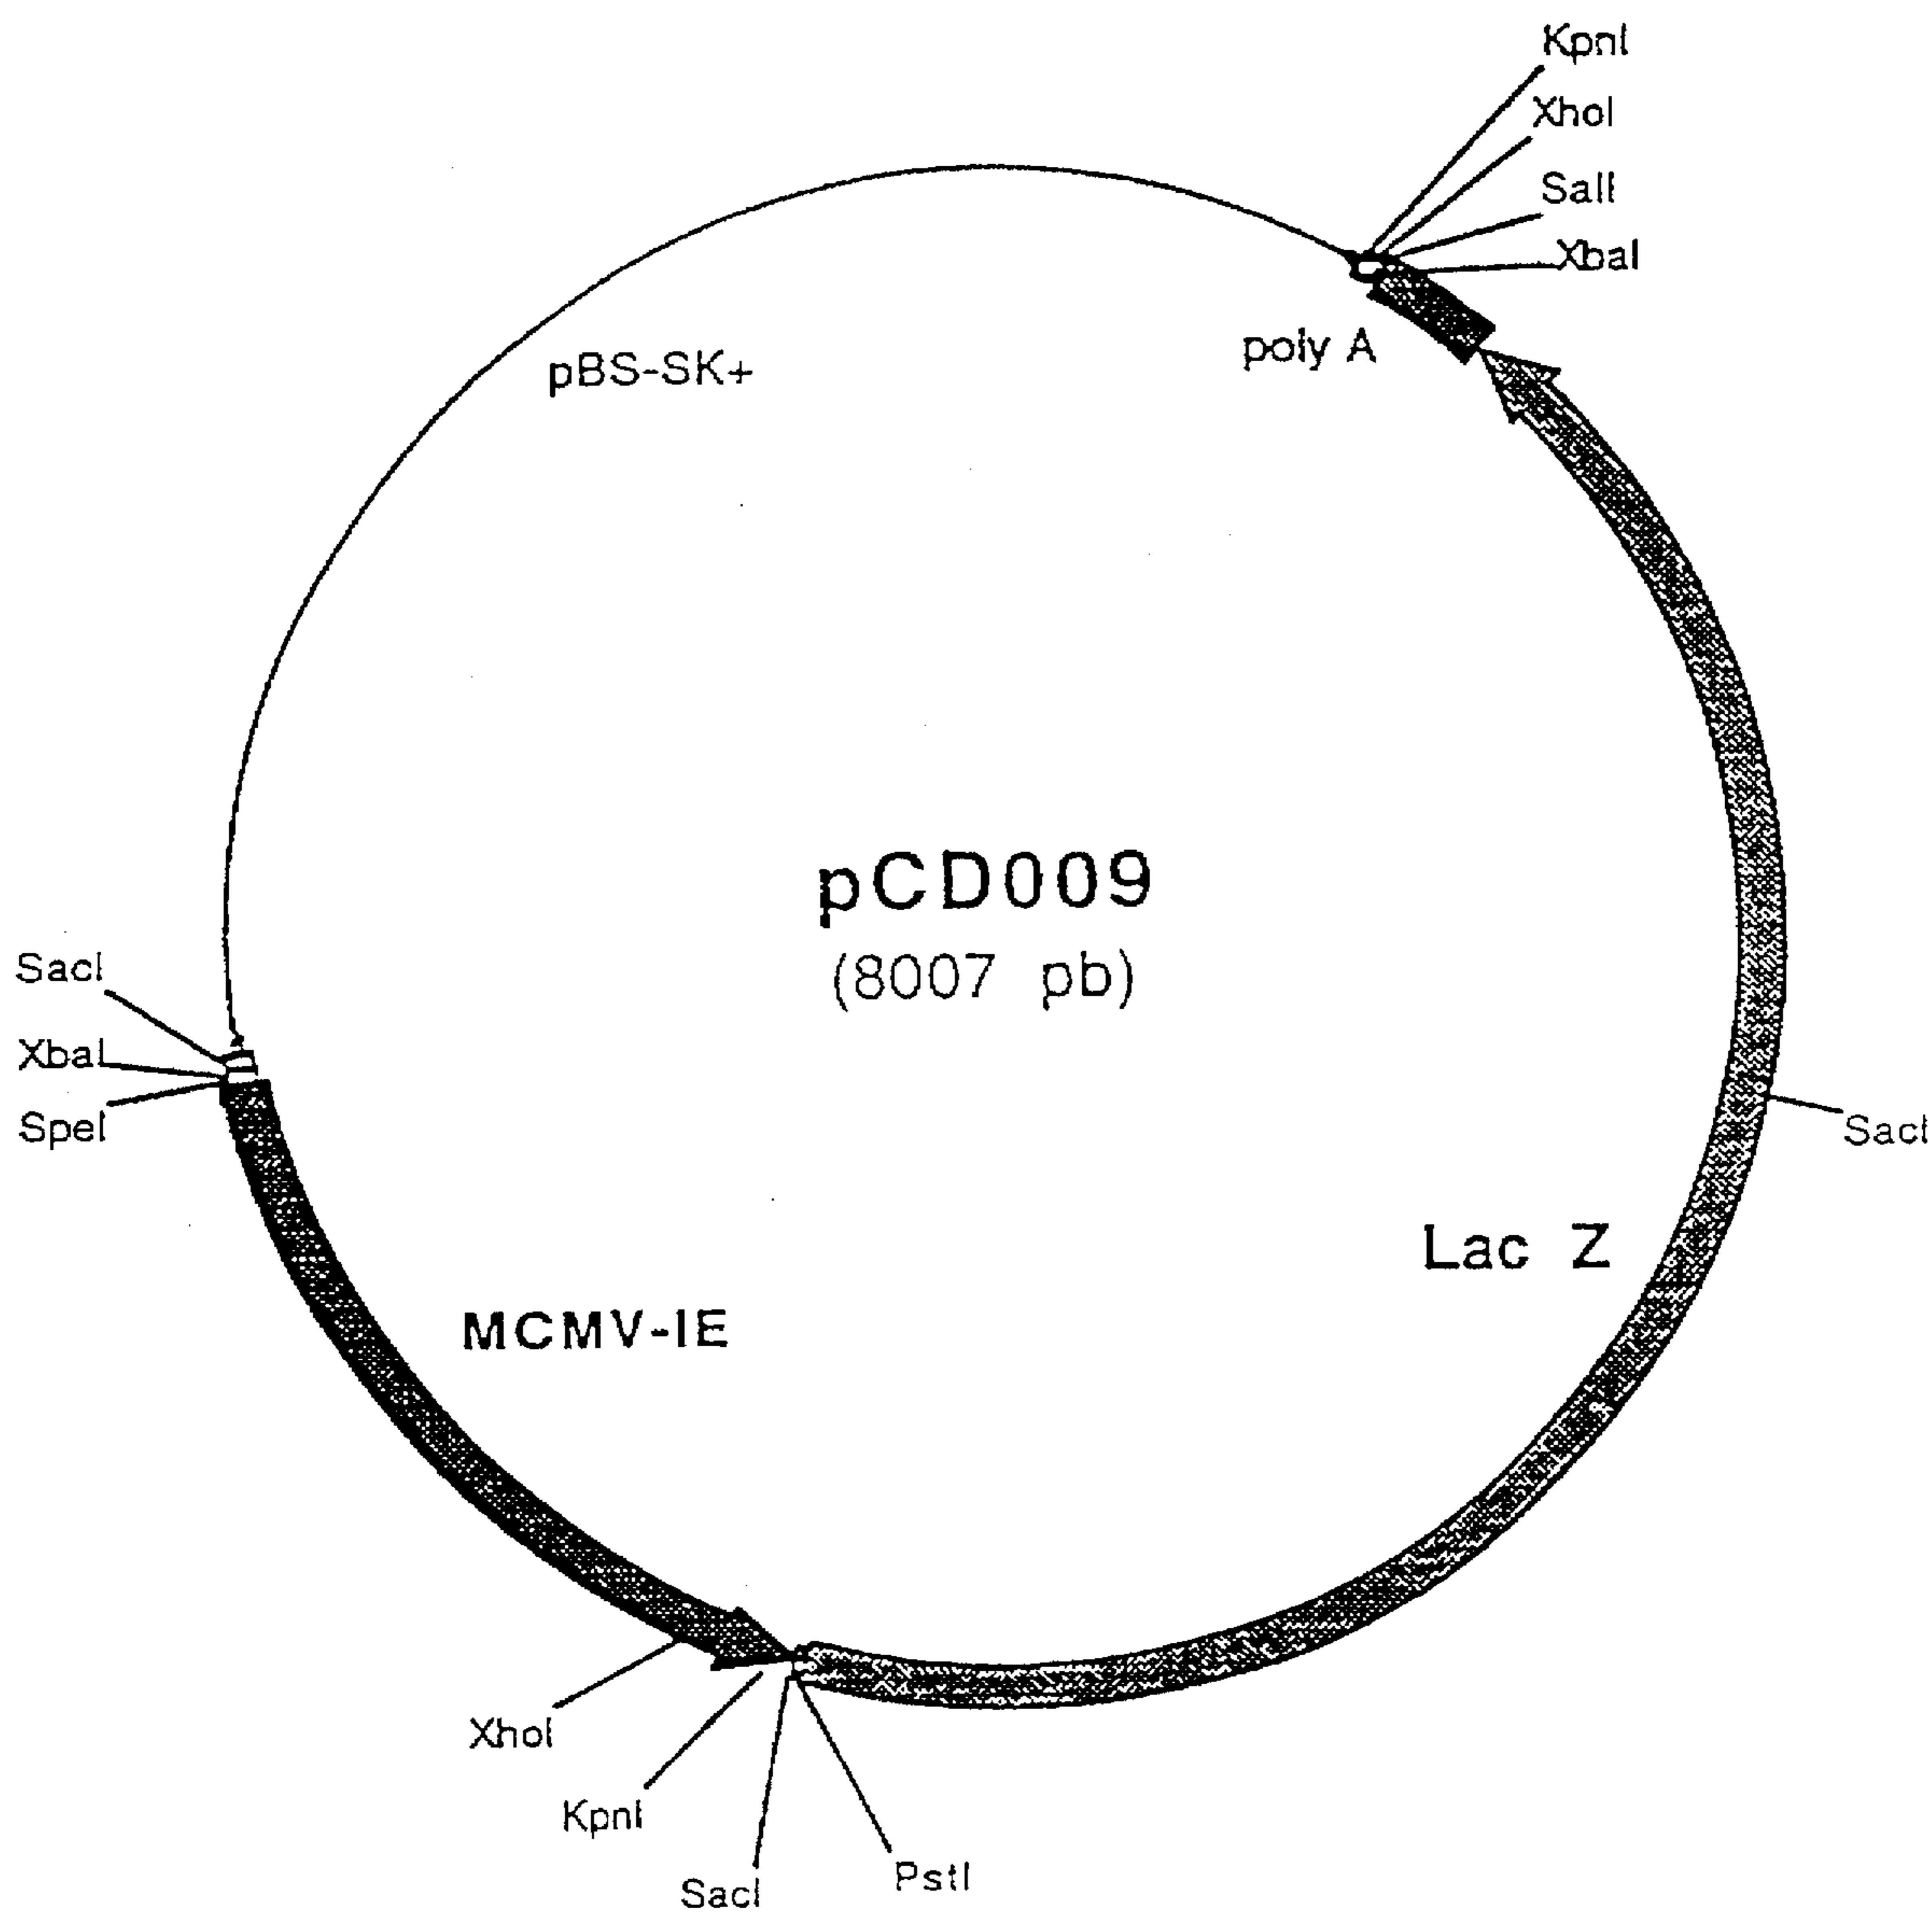 KpnI
XhoI
SalI
XbaI
poly A
pBS-SK+
pCD009
(8007 pb)
SacI
XbaI
SpeI
SacI
Lac Z
MCMV-IE
XhoI
KpnI
SacI
PstI